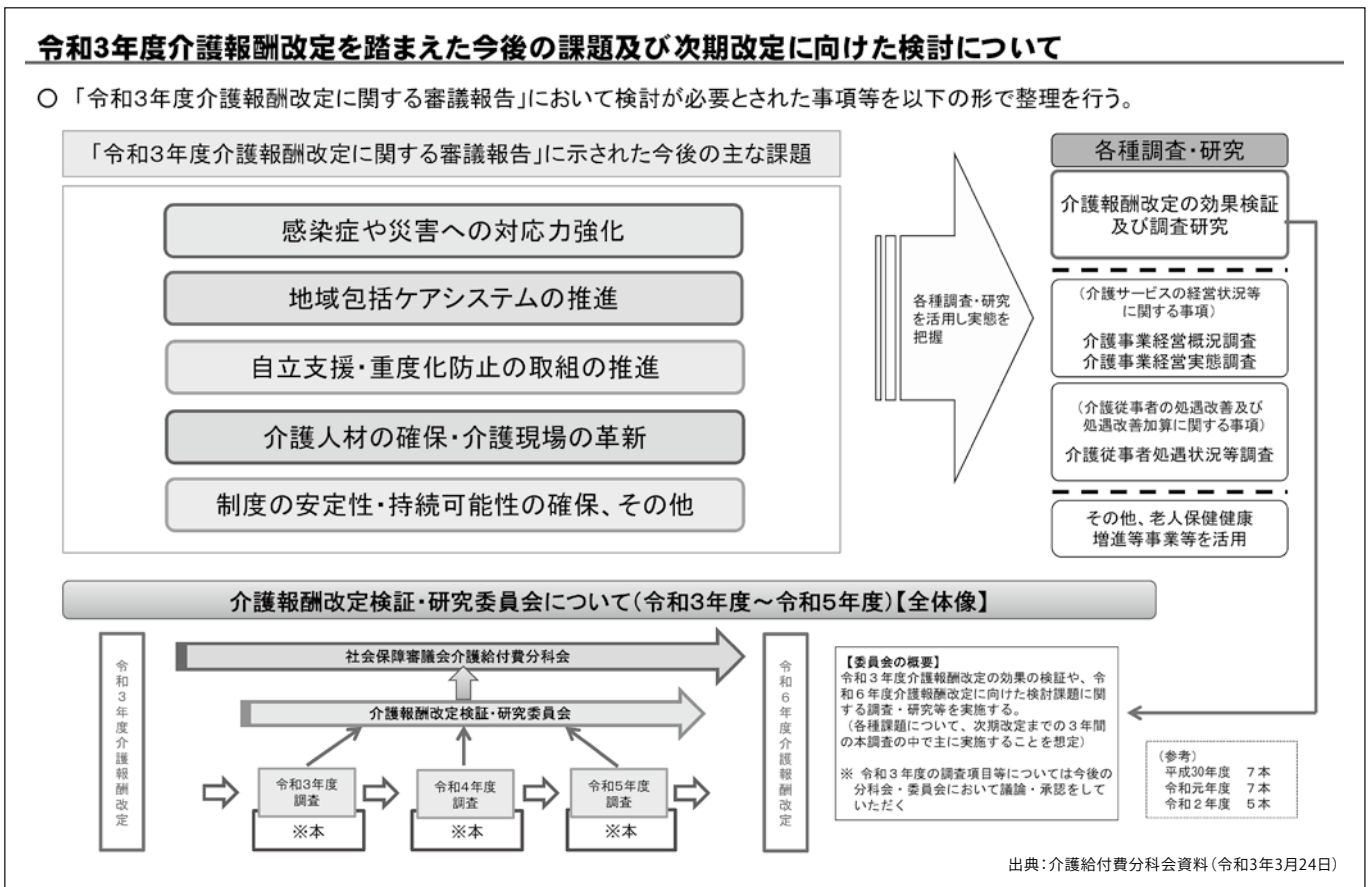 令和3年度介護報酬改定を踏まえた今後の課題及び次期改定に向けた検討について
○ 「令和3年度介護報酬改定に関する審議報告」において検討が必要とされた事項等を以下の形で整理を行う。
「令和3年度介護報酬改定に関する審議報告」に示された今後の主な課題
感染症や災害への対応力強化
地域包括ケアシステムの推進
自立支援・重度化防止の取組の推進
介護人材の確保・介護現場の革新
制度の安定性・持続可能性の確保、その他
各種調査・研究
を活用し実態を
把握
各種調査・研究
介護報酬改定の効果検証
及び調査研究
（介護サービスの経営状況等
に関する事項）
介護事業経営概況調査
介護事業経営実態調査
（介護従事者の処遇改善及び
処遇改善加算に関する事項）
介護従事者処遇状況等調査
その他、老人保健健康
増進等事業等を活用
介護報酬改定検証・研究委員会について（令和3年度～令和5年度）【全体像】
令和3年度介護報酬改定
社会保障審議会介護給付費分科会
介護報酬改定検証・研究委員会
令和3年度
調査
※本
令和4年度
調査
※本
令和5年度
調査
※本
令和6年度介護報酬改定
【委員会の概要】
令和３年度介護報酬改定の効果の検証や、令
和６年度介護報酬改定に向けた検討課題に関
する調査・研究等を実施する。
（各種課題について、次期改定までの３年間
の本調査の中で主に実施することを想定）
※ 令和３年度の調査項目等については今後の
分科会・委員会において議論・承認をして
いただく
（参考）
平成30年度 ７本
令和元年度 ７本
令和２年度 ５本
出典：介護給付費分科会資料（令和3年3月24日）